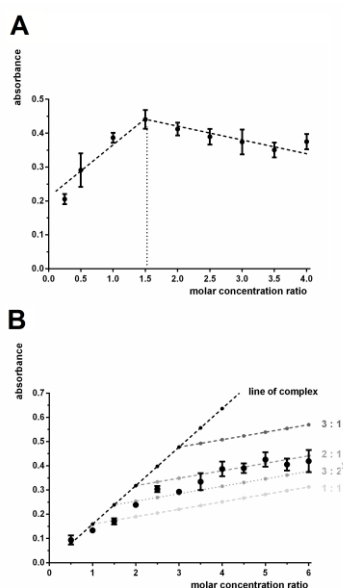 A
absorbance
0.5
0.4
0.3
0.2
0.1
0.0
0.0 0.5 1.0 1.5 2.0 2.5 3.0 3.5 4.0
molar concentration ratio
B
absorbance
line of complex
0.7
0.6
0.5
0.4
0.3
0.2
0.1
0.0
3 : 1
2 : 1
3 : 2
1 : 1
0 1 2 3 4 5 6
molar concentration ratio